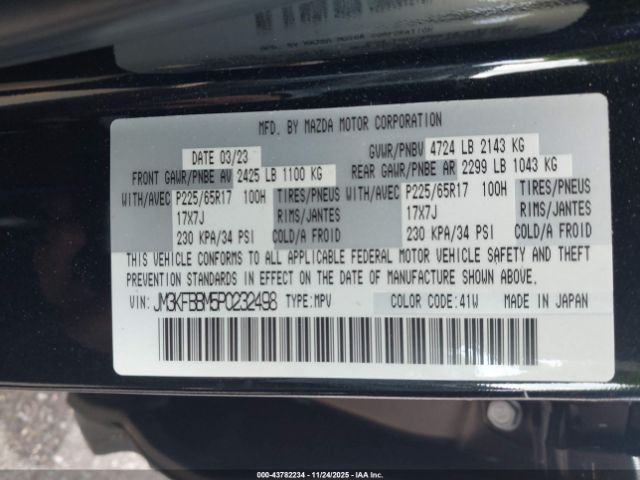 MFD. BY MAZDA MOTOR CORPORATION
DATE 03/23 GVWR/PNBV 4724 LB 2143 KG
FRONT GAWR/PNBE AV 2425 LB 1100 KG REAR GAWR/PNBE AR 2299 LB 1043 KG
WITH/AVEC P225/65R17 100H TIRES/PNEUS WITH/AVEC P225/65R17 100H TIRES/PNEUS
17X7J RIMS/JANTES 17X7J RIMS/JANTES
230 KPA/34 PSI COLD/A FROID 230 KPA/34 PSI COLD/A FROID
THIS VEHICLE CONFORMS TO ALL APPLICABLE FEDERAL MOTOR VEHICLE SAFETY AND THEFT
PREVENTION STANDARDS IN EFFECT ON THE DATE OF MANUFACTURE SHOWN ABOVE.
VIN: JM3KFBBM5P0232498 TYPE: MPV COLOR CODE: 41W MADE IN JAPAN
000-43782234 - 11/24/2025 - IAA Inc.